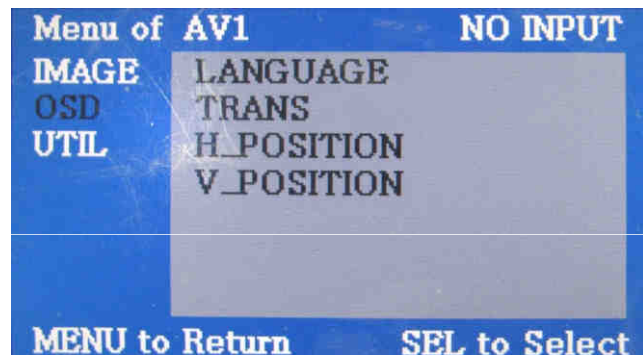 Menu of AV1 NO INPUT
IMAGE LANGUAGE
OSD TRANS
UTIL H_POSITION
V_POSITION
MENU to Return SEL to Select